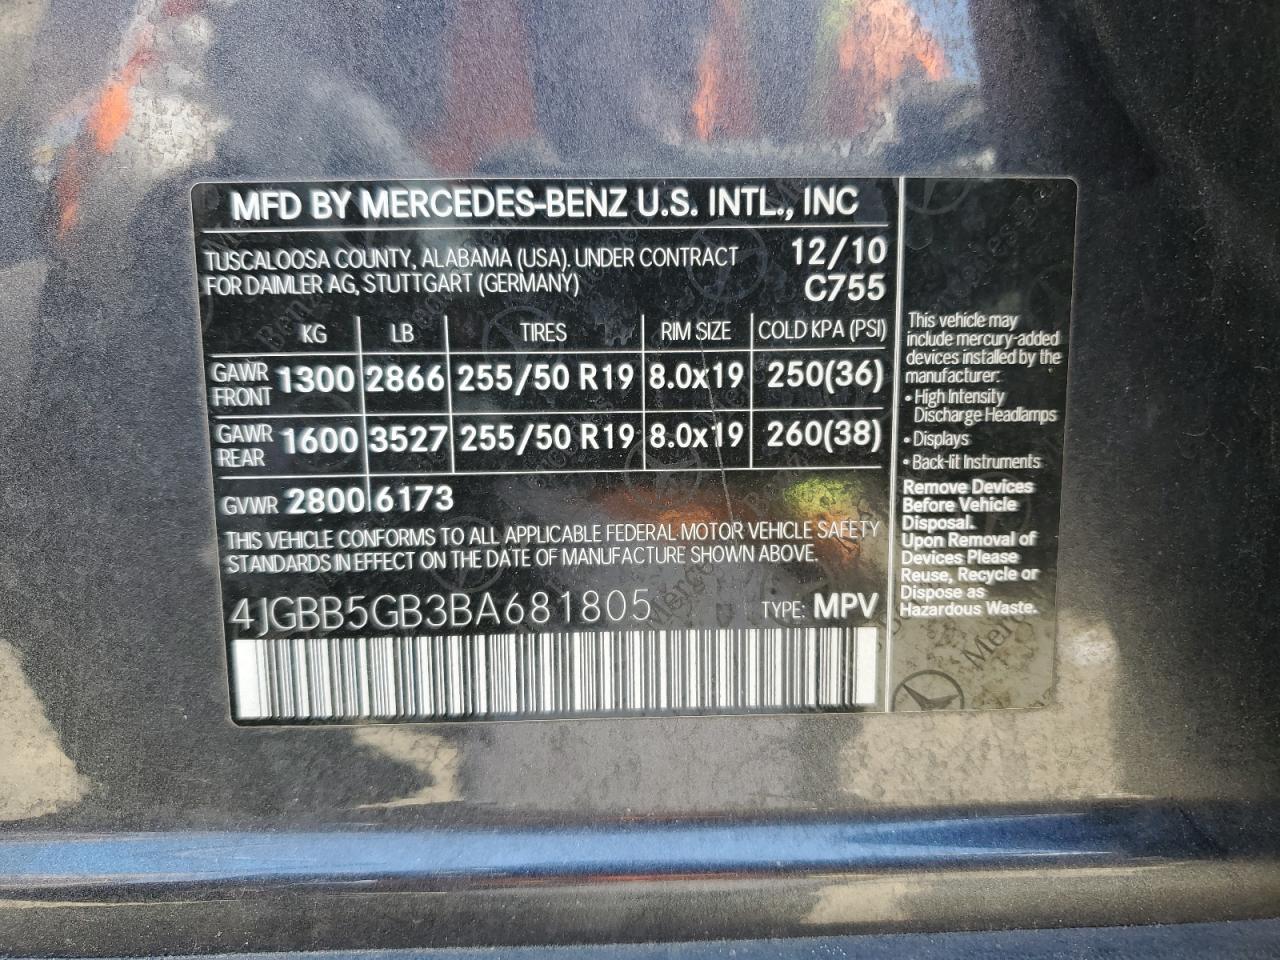 MFD BY MERCEDES-BENZ U.S. INTL., INC
TUSCALOOSA COUNTY, ALABAMA (USA), UNDER CONTRACT 12/10
FOR DAIMLER AG, STUTTGART (GERMANY) C755
KG LB TIRES RIM SIZE COLD KPA (PSI)
GAWR FRONT 1300 2866 255/50 R19 8.0x19 250(36)
GAWR REAR 1600 3527 255/50 R19 8.0x19 260(38)
GVWR 2800 6173
THIS VEHICLE CONFORMS TO ALL APPLICABLE FEDERAL MOTOR VEHICLE SAFETY
STANDARDS IN EFFECT ON THE DATE OF MANUFACTURE SHOWN ABOVE.
4JGBB5GB3BA681805 TYPE: MPV
This vehicle may
include mercury-added
devices installed by the
manufacturer:
• High Intensity
Discharge Headlamps
• Displays
• Back-lit Instruments
Remove Devices
Before Vehicle
Disposal.
Upon Removal of
Devices Please
Reuse, Recycle or
Dispose as
Hazardous Waste.